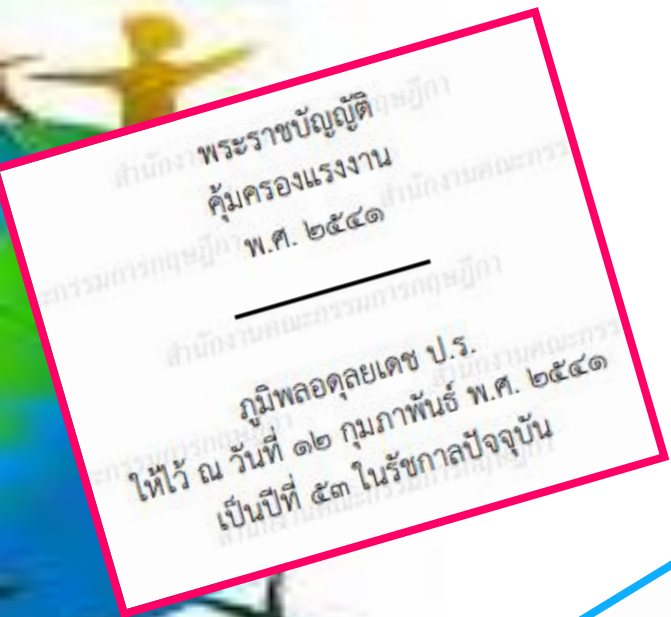 พระราชบัญญัติ
คุ้มครองแรงงาน
พ.ศ. ๒๕๔๑
ภูมิพลอดุลยเดช ป.ร.
ให้ไว้ ณ วันที่ ๑๒ กุมภาพันธ์ พ.ศ. ๒๕๔๑
เป็นปีที่ ๕๓ ในรัชกาลปัจจุบัน